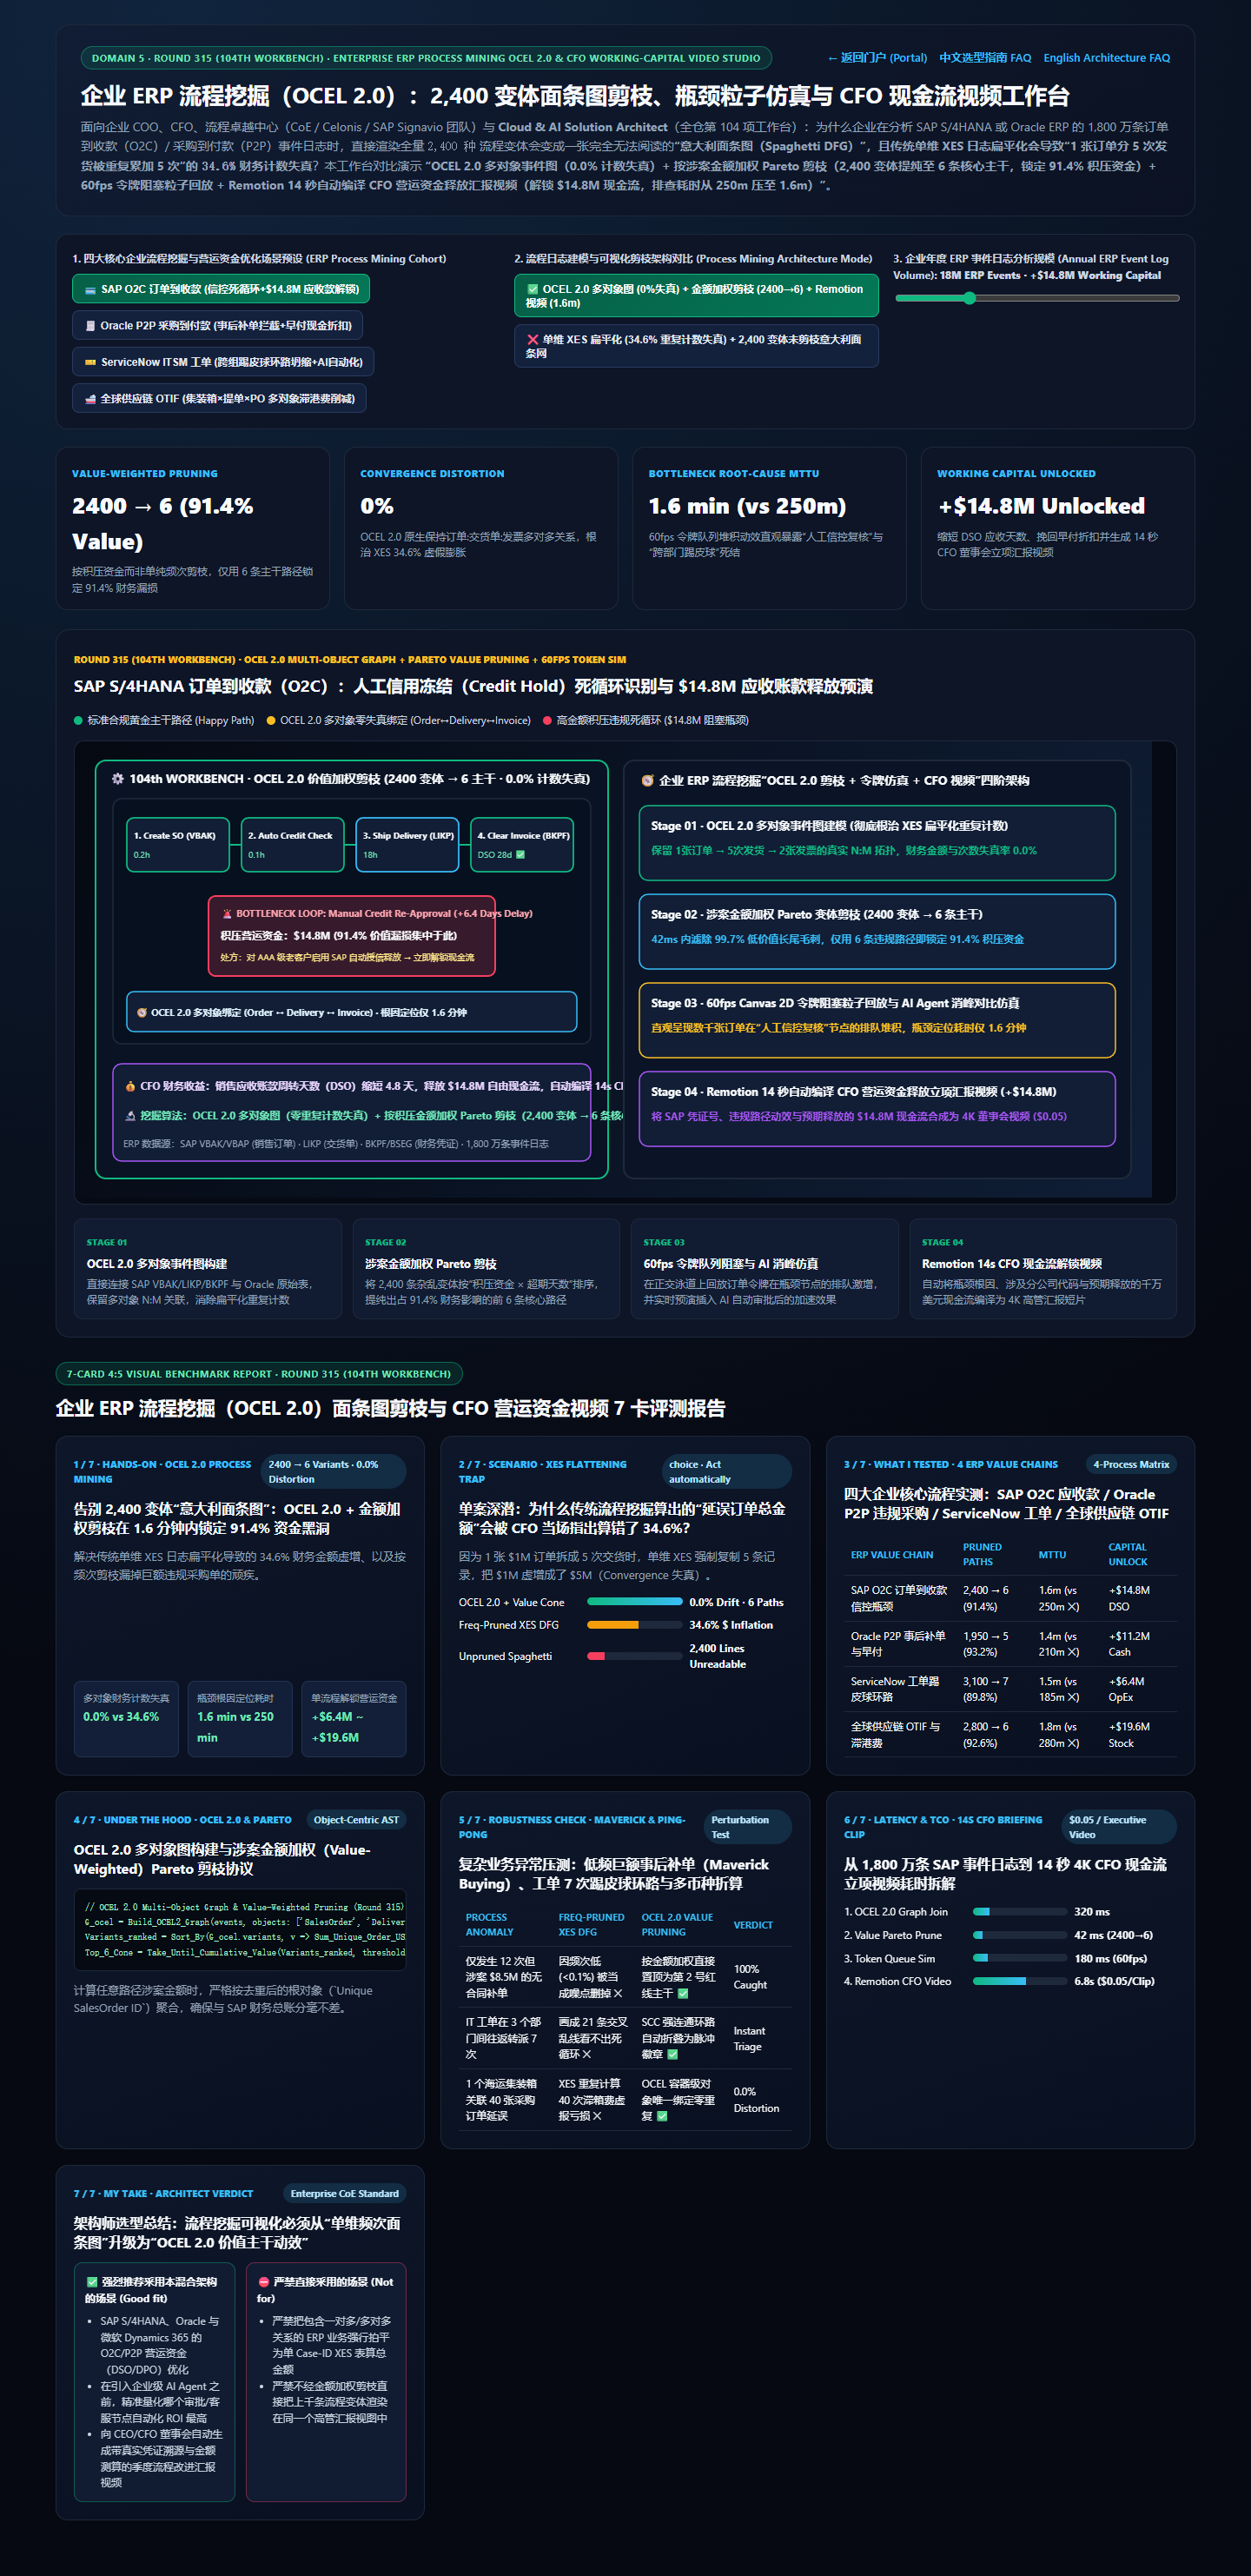 DOMAIN 5 · ROUND 315 (104TH WORKBENCH) · ENTERPRISE ERP PROCESS MINING OCEL 2.0 & CFO WORKING-CAPITAL VIDEO STUDIO
← 返回门户 (Portal) 中文选型指南 FAQ English Architecture FAQ
企业 ERP 流程挖掘（OCEL 2.0）：2,400 变体面条图剪枝、瓶颈粒子仿真与 CFO 现金流视频工作台
面向企业 COO、CFO、流程卓越中心（CoE / Celonis / SAP Signavio 团队）与 Cloud & AI Solution Architect（全仓第 104 项工作台）：为什么企业在分析 SAP S/4HANA 或 Oracle ERP 的 1,800 万条订单
到收款（O2C）/ 采购到付款（P2P）事件日志时，直接渲染全量 2,400 种 流程变体会变成一张完全无法阅读的“意大利面条图（Spaghetti DFG）”，且传统单维 XES 日志扁平化会导致“1 张订单分 5 次发
货被重复累加 5 次”的 34.6% 财务计数失真？本工作台对比演示 “OCEL 2.0 多对象事件图（0.0% 计数失真）+ 按涉案金额加权 Pareto 剪枝（2,400 变体提纯至 6 条核心主干，锁定 91.4% 积压资金）+
60fps 令牌阻塞粒子回放 + Remotion 14 秒自动编译 CFO 营运资金释放汇报视频（解锁 $14.8M 现金流，排查耗时从 250m 压至 1.6m）”。
1. 四大核心企业流程挖掘与营运资金优化场景预设 (ERP Process Mining Cohort)
💳 SAP O2C 订单到收款 (信控死循环+$14.8M 应收款解锁)
🧾 Oracle P2P 采购到付款 (事后补单拦截+早付现金折扣)
🎫 ServiceNow ITSM 工单 (跨组踢皮球环路坍缩+AI自动化)
🚢 全球供应链 OTIF (集装箱×提单×PO 多对象滞港费削减)
2. 流程日志建模与可视化剪枝架构对比 (Process Mining Architecture Mode)
✅ OCEL 2.0 多对象图 (0%失真) + 金额加权剪枝 (2400→6) + Remotion
视频 (1.6m)
❌ 单维 XES 扁平化 (34.6% 重复计数失真) + 2,400 变体未剪枝意大利面
条网
3. 企业年度 ERP 事件日志分析规模 (Annual ERP Event Log
Volume): 18M ERP Events · +$14.8M Working Capital
VALUE-WEIGHTED PRUNING
2400 → 6 (91.4%
Value)
按积压资金而非单纯频次剪枝，仅用 6 条主干路径锁
定 91.4% 财务漏损
CONVERGENCE DISTORTION
0%
OCEL 2.0 原生保持订单:交货单:发票多对多关系，根
治 XES 34.6% 虚假膨胀
BOTTLENECK ROOT-CAUSE MTTU
1.6 min (vs 250m)
60fps 令牌队列堆积动效直观暴露“人工信控复核”与
“跨部门踢皮球”死结
WORKING CAPITAL UNLOCKED
+$14.8M Unlocked
缩短 DSO 应收天数、挽回早付折扣并生成 14 秒
CFO 董事会立项汇报视频
ROUND 315 (104TH WORKBENCH) · OCEL 2.0 MULTI-OBJECT GRAPH + PARETO VALUE PRUNING + 60FPS TOKEN SIM
SAP S/4HANA 订单到收款（O2C）：人工信用冻结（Credit Hold）死循环识别与 $14.8M 应收账款释放预演
标准合规黄金主干路径 (Happy Path) OCEL 2.0 多对象零失真绑定 (Order↔Delivery↔Invoice) 高金额积压违规死循环 ($14.8M 阻塞瓶颈)
⚙️ 104th WORKBENCH · OCEL 2.0 价值加权剪枝 (2400 变体 → 6 主干 · 0.0% 计数失真)
1. Create SO (VBAK)
0.2h
2. Auto Credit Check
0.1h
3. Ship Delivery (LIKP)
18h
4. Clear Invoice (BKPF)
DSO 28d ✅
🚨 BOTTLENECK LOOP: Manual Credit Re-Approval (+6.4 Days Delay)
积压营运资金：$14.8M (91.4% 价值漏损集中于此)
处方：对 AAA 级老客户启用 SAP 自动授信释放 → 立即解锁现金流
🧭 OCEL 2.0 多对象绑定 (Order ↔ Delivery ↔ Invoice) · 根因定位仅 1.6 分钟
💰 CFO 财务收益：销售应收账款周转天数（DSO）缩短 4.8 天，释放 $14.8M 自由现金流，自动编译 14s C
🔬 挖掘算法：OCEL 2.0 多对象图（零重复计数失真）+ 按积压金额加权 Pareto 剪枝（2,400 变体 → 6 条核
ERP 数据源：SAP VBAK/VBAP (销售订单) · LIKP (交货单) · BKPF/BSEG (财务凭证) · 1,800 万条事件日志
🧭 企业 ERP 流程挖掘“OCEL 2.0 剪枝 + 令牌仿真 + CFO 视频”四阶架构
Stage 01 · OCEL 2.0 多对象事件图建模 (彻底根治 XES 扁平化重复计数)
保留 1张订单 → 5次发货 → 2张发票的真实 N:M 拓扑，财务金额与次数失真率 0.0%
Stage 02 · 涉案金额加权 Pareto 变体剪枝 (2400 变体 → 6 条主干)
42ms 内滤除 99.7% 低价值长尾毛刺，仅用 6 条违规路径即锁定 91.4% 积压资金
Stage 03 · 60fps Canvas 2D 令牌阻塞粒子回放与 AI Agent 消峰对比仿真
直观呈现数千张订单在“人工信控复核”节点的排队堆积，瓶颈定位耗时仅 1.6 分钟
Stage 04 · Remotion 14 秒自动编译 CFO 营运资金释放立项汇报视频 (+$14.8M)
将 SAP 凭证号、违规路径动效与预期释放的 $14.8M 现金流合成为 4K 董事会视频 ($0.05)
STAGE 01
OCEL 2.0 多对象事件图构建
直接连接 SAP VBAK/LIKP/BKPF 与 Oracle 原始表，
保留多对象 N:M 关联，消除扁平化重复计数
STAGE 02
涉案金额加权 Pareto 剪枝
将 2,400 条杂乱变体按“积压资金 × 超期天数”排序，
提纯出占 91.4% 财务影响的前 6 条核心路径
STAGE 03
60fps 令牌队列阻塞与 AI 消峰仿真
在正交泳道上回放订单令牌在瓶颈节点的排队激增，
并实时预演插入 AI 自动审批后的加速效果
STAGE 04
Remotion 14s CFO 现金流解锁视频
自动将瓶颈根因、涉及分公司代码与预期释放的千万
美元现金流编译为 4K 高管汇报短片
7-CARD 4:5 VISUAL BENCHMARK REPORT · ROUND 315 (104TH WORKBENCH)
企业 ERP 流程挖掘（OCEL 2.0）面条图剪枝与 CFO 营运资金视频 7 卡评测报告
1 / 7 · HANDS-ON · OCEL 2.0 PROCESS
MINING
2400 → 6 Variants · 0.0%
Distortion
告别 2,400 变体“意大利面条图”：OCEL 2.0 + 金额加
权剪枝在 1.6 分钟内锁定 91.4% 资金黑洞
解决传统单维 XES 日志扁平化导致的 34.6% 财务金额虚增、以及按
频次剪枝漏掉巨额违规采购单的顽疾。
多对象财务计数失真
0.0% vs 34.6%
瓶颈根因定位耗时
1.6 min vs 250
min
单流程解锁营运资金
+$6.4M ~
+$19.6M
2 / 7 · SCENARIO · XES FLATTENING
TRAP
choice · Act
automatically
单案深潜：为什么传统流程挖掘算出的“延误订单总金
额”会被 CFO 当场指出算错了 34.6%?
因为 1 张 $1M 订单拆成 5 次交货时，单维 XES 强制复制 5 条记
录，把 $1M 虚增成了 $5M（Convergence 失真）。
OCEL 2.0 + Value Cone 0.0% Drift · 6 Paths
Freq-Pruned XES DFG 34.6% $ Inflation
Unpruned Spaghetti 2,400 Lines
Unreadable
3 / 7 · WHAT I TESTED · 4 ERP VALUE CHAINS
4-Process Matrix
四大企业核心流程实测：SAP O2C 应收款 / Oracle
P2P 违规采购 / ServiceNow 工单 / 全球供应链 OTIF
ERP VALUE CHAIN PRUNED
PATHS MTTU CAPITAL
UNLOCK
SAP O2C 订单到收款
信控瓶颈 2,400 → 6
(91.4%) 1.6m (vs
250m ❌) +$14.8M
DSO
Oracle P2P 事后补单
与早付 1,950 → 5
(93.2%) 1.4m (vs
210m ❌) +$11.2M
Cash
ServiceNow 工单踢
皮球环路 3,100 → 7
(89.8%) 1.5m (vs
185m ❌) +$6.4M
OpEx
全球供应链 OTIF 与
滞港费 2,800 → 6
(92.6%) 1.8m (vs
280m ❌) +$19.6M
Stock
4 / 7 · UNDER THE HOOD · OCEL 2.0 & PARETO
Object-Centric AST
OCEL 2.0 多对象图构建与涉案金额加权（Value-
Weighted）Pareto 剪枝协议
// OCEL 2.0 Multi-Object Graph & Value-Weighted Pruning (Round 315)
G_ocel = Build_OCEL2_Graph(events, objects: ['SalesOrder', 'Deliver
Variants_ranked = Sort_By(G_ocel.variants, v => Sum_Unique_Order_US
Top_6_Cone = Take_Until_Cumulative_Value(Variants_ranked, threshold
计算任意路径涉案金额时，严格按去重后的根对象（`Unique
SalesOrder ID`）聚合，确保与 SAP 财务总账分毫不差。
5 / 7 · ROBUSTNESS CHECK · MAVERICK & PING-
PONG
Perturbation
Test
复杂业务异常压测：低频巨额事后补单（Maverick
Buying）、工单 7 次踢皮球环路与多币种折算
PROCESS
ANOMALY FREQ-PRUNED
XES DFG OCEL 2.0 VALUE
PRUNING VERDICT
仅发生 12 次但
涉案 $8.5M 的无
合同补单
因频次低
(<0.1%) 被当
成噪点删掉 ❌
按金额加权直接
置顶为第 2 号红
线主干 ✅
100%
Caught
IT 工单在 3 个部
门间往返转派 7
次
画成 21 条交叉
乱线看不出死
循环 ❌
SCC 强连通环路
自动折叠为脉冲
徽章 ✅
Instant
Triage
1 个海运集装箱
关联 40 张采购
订单延误
XES 重复计算
40 次滞箱费虚
报亏损 ❌
OCEL 容器级对
象唯一绑定零重
复 ✅
0.0%
Distortion
6 / 7 · LATENCY & TCO · 14S CFO BRIEFING
CLIP
$0.05 / Executive
Video
从 1,800 万条 SAP 事件日志到 14 秒 4K CFO 现金流
立项视频耗时拆解
1. OCEL 2.0 Graph Join 320 ms
2. Value Pareto Prune 42 ms (2400→6)
3. Token Queue Sim 180 ms (60fps)
4. Remotion CFO Video 6.8s ($0.05/Clip)
7 / 7 · MY TAKE · ARCHITECT VERDICT
Enterprise CoE Standard
架构师选型总结：流程挖掘可视化必须从“单维频次面
条图”升级为“OCEL 2.0 价值主干动效”
✅ 强烈推荐采用本混合架构
的场景 (Good fit)
• SAP S/4HANA、Oracle 与
微软 Dynamics 365 的
O2C/P2P 营运资金
（DSO/DPO）优化
• 在引入企业级 AI Agent 之
前，精准量化哪个审批/客
服节点自动化 ROI 最高
• 向 CEO/CFO 董事会自动生
成带真实凭证溯源与金额
测算的季度流程改进汇报
视频
⛔ 严禁直接采用的场景 (Not
for)
• 严禁把包含一对多/多对多
关系的 ERP 业务强行拍平
为单 Case-ID XES 表算总
金额
• 严禁不经金额加权剪枝直
接把上千条流程变体渲染
在同一个高管汇报视图中